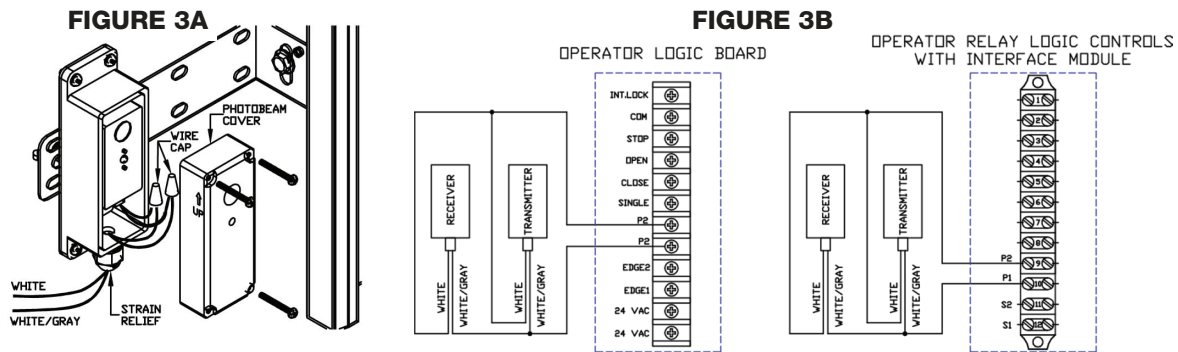 FIGURE 3A
PHOTOBEAM
COVER
WIRE
CAP
UP
WHITE
WHITE/GRAY
STRAIN
RELIEF
FIGURE 3B
OPERATOR LOGIC BOARD
INT.LOCK
COM
STOP
OPEN
CLOSE
SINGLE
P2
P2
EDGE2
EDGE1
24 VAC
24 VAC
RECEIVER
TRANSMITTER
WHITE
WHITE/GRAY
WHITE
WHITE/GRAY
OPERATOR RELAY LOGIC CONTROLS
WITH INTERFACE MODULE
1
2
3
4
5
6
7
8
P2 9
P1 10
S2 11
S1 12
RECEIVER
TRANSMITTER
WHITE
WHITE/GRAY
WHITE
WHITE/GRAY